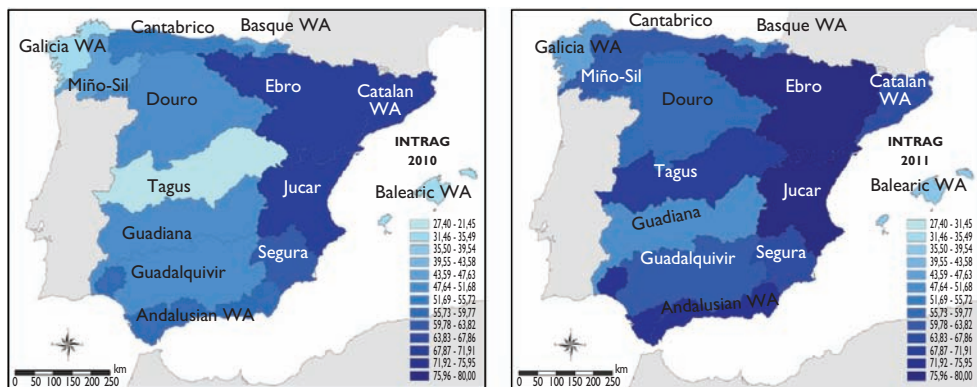 Cantabrico
Basque WA
Galicia WA
Miño-Sil
Douro
Ebro
Catalan
WA
INTRAG
2010
Tagus
Jucar
Balearic WA
Guadiana
Segura
Guadalquivir
Andalusian WA
27,40 - 21,45
31,46 - 35,49
35,50 - 39,54
39,55 - 43,58
43,59 - 47,63
47,64 - 51,68
51,69 - 55,72
55,73 - 59,77
59,78 - 63,82
63,83 - 67,86
67,87 - 71,91
71,92 - 75,95
75,96 - 80,00
km
0 50 100 150 200 250
Cantabrico
Basque WA
Galicia WA
Miño-Sil
Douro
Ebro
Catalan
WA
INTRAG
2011
Tagus
Jucar
Balearic WA
Guadiana
Segura
Guadalquivir
Andalusian WA
27,40 - 21,45
31,46 - 35,49
35,50 - 39,54
39,55 - 43,58
43,59 - 47,63
47,64 - 51,68
51,69 - 55,72
55,73 - 59,77
59,78 - 63,82
63,83 - 67,86
67,87 - 71,91
71,92 - 75,95
75,96 - 80,00
km
0 50 100 150 200 250